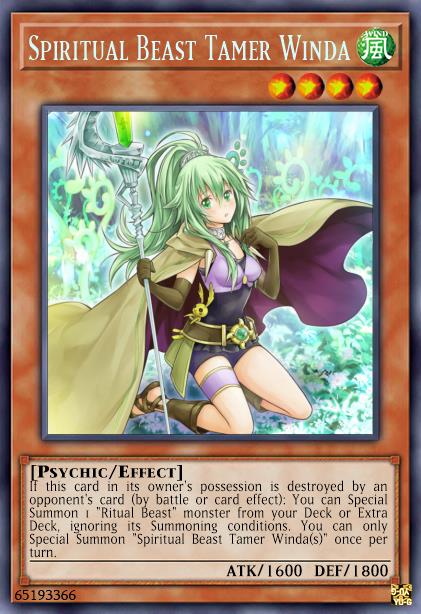 SPIRITUAL BEAST TAMER WINDA
WIND
風
[PSYCHIC/EFFECT]
If this card in its owner's possession is destroyed by an
opponent's card (by battle or card effect): You can Special
Summon 1 "Ritual Beast" monster from your Deck or Extra
Deck, ignoring its Summoning conditions. You can only
Special Summon "Spiritual Beast Tamer Winda(s)" once per
turn.
ATK/1600 DEF/1800
65193366